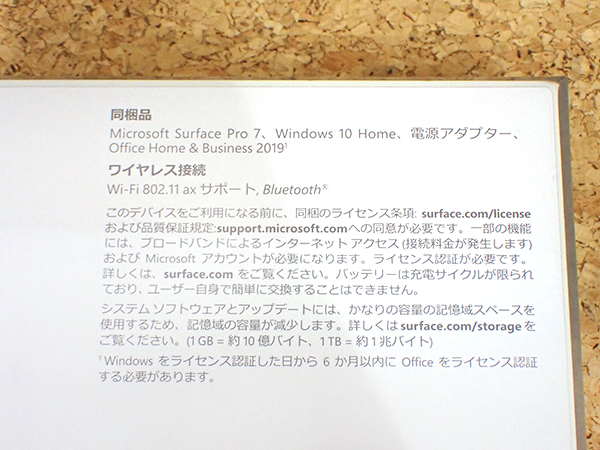 同梱品
Microsoft Surface Pro 7、Windows 10 Home、電源アダプター、
Office Home & Business 2019¹
ワイヤレス接続
Wi-Fi 802.11 ax サポート, Bluetooth®
このデバイスをご利用になる前に、同梱のライセンス条項: surface.com/license
および品質保証規定:support.microsoft.comへの同意が必要です。一部の機能
には、ブロードバンドによるインターネット アクセス (接続料金が発生します)
および Microsoft アカウントが必要になります。ライセンス認証が必要です。
詳しくは、surface.com をご覧ください。バッテリーは充電サイクルが限られ
ており、ユーザー自身で簡単に交換することはできません。
システム ソフトウェアとアップデートには、かなりの容量の記憶域スペースを
使用するため、記憶域の容量が減少します。詳しくは surface.com/storage を
ご覧ください。(1 GB = 約 10 億バイト、1 TB = 約 1 兆バイト)
¹ Windows をライセンス認証した日から 6 か月以内に Office をライセンス認証
する必要があります。